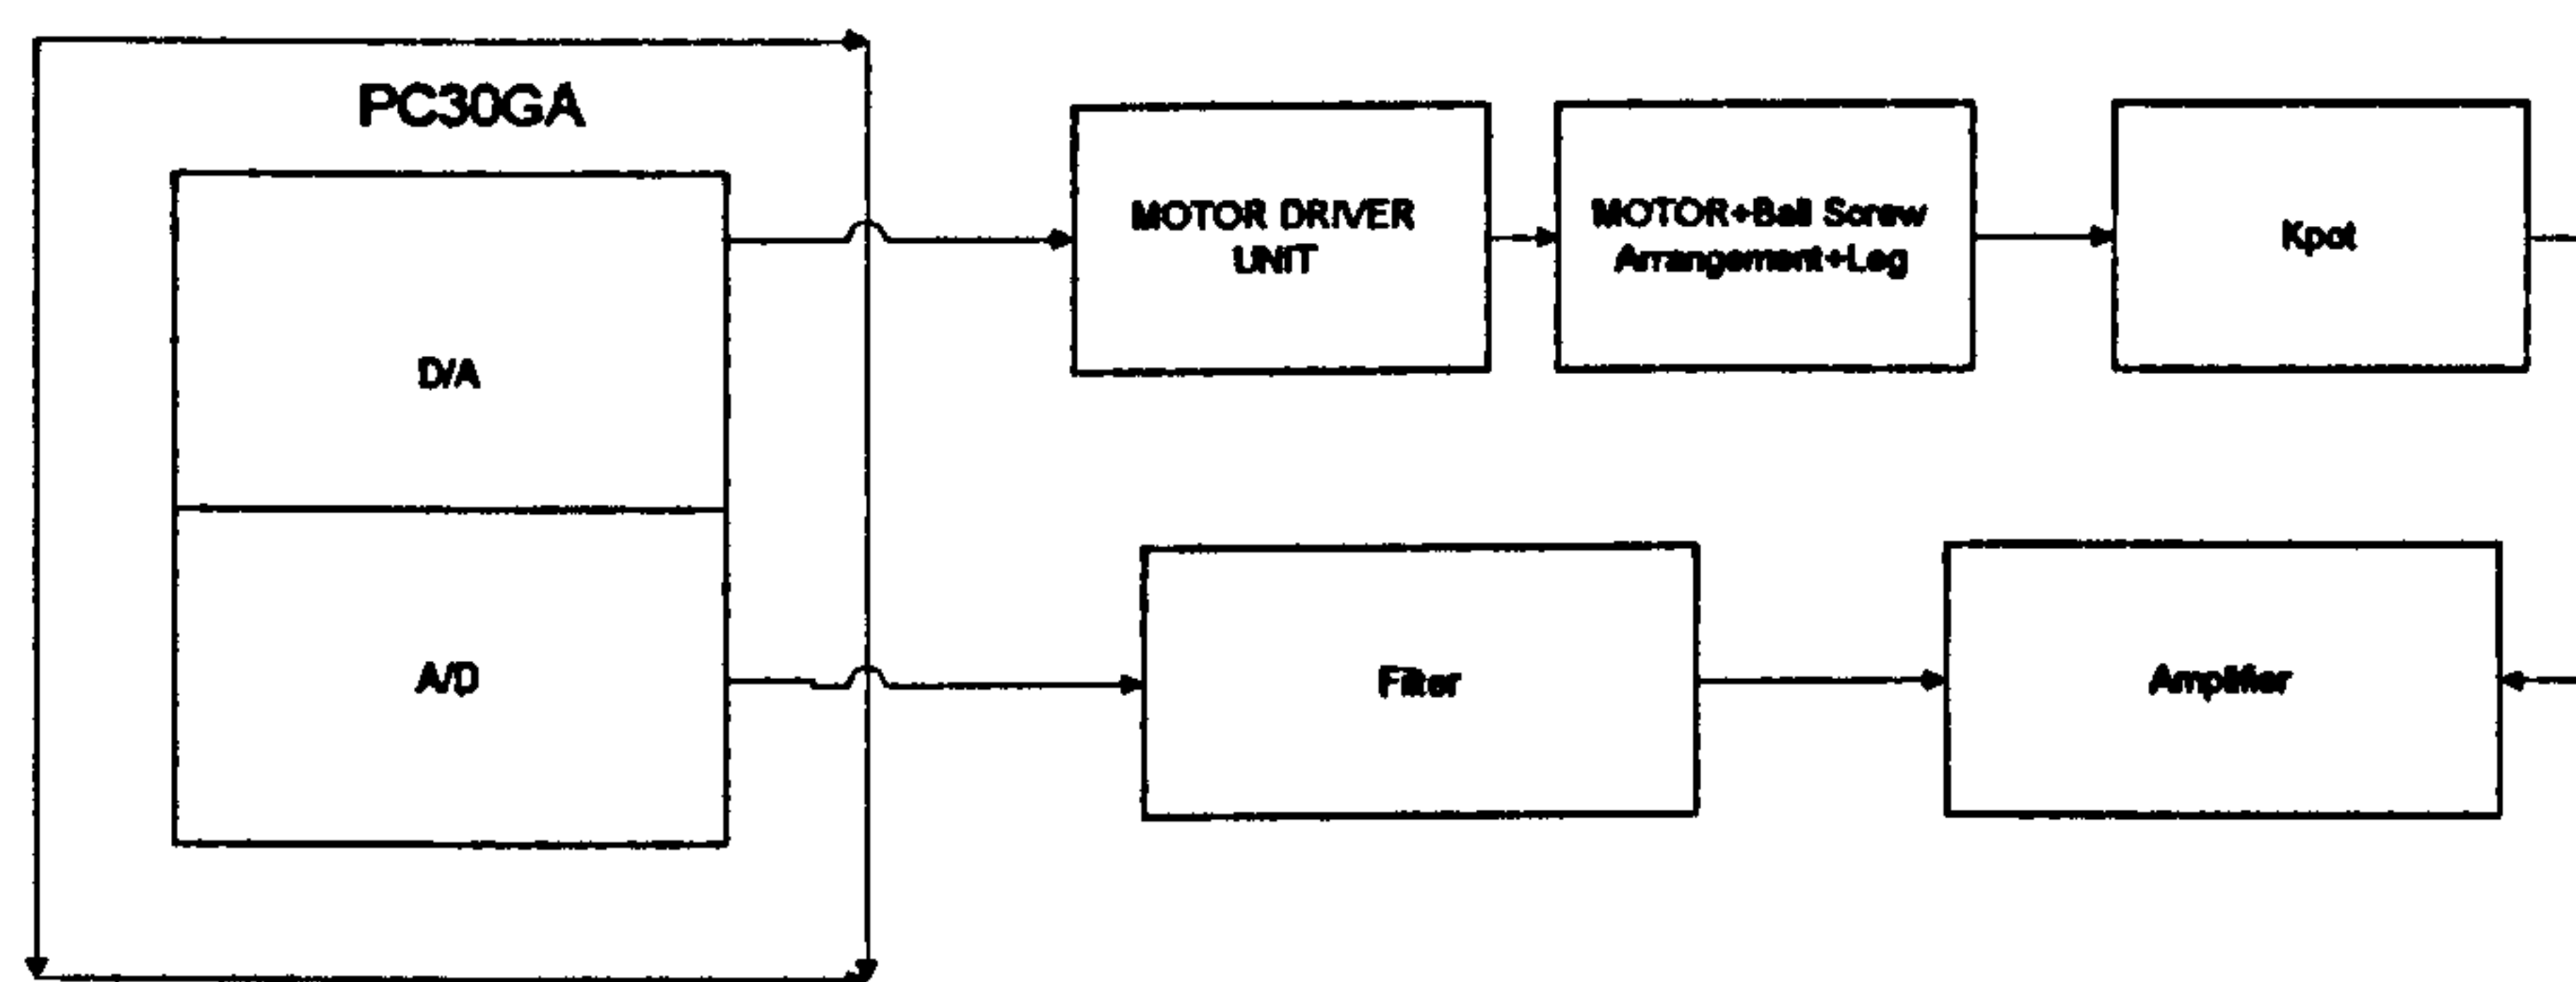 PC30GA
MOTOR DRIVER
UNIT
MOTOR+Ball Screw
Arrangement+Leg
Kpot
D/A
A/D
Filter
Amplifier